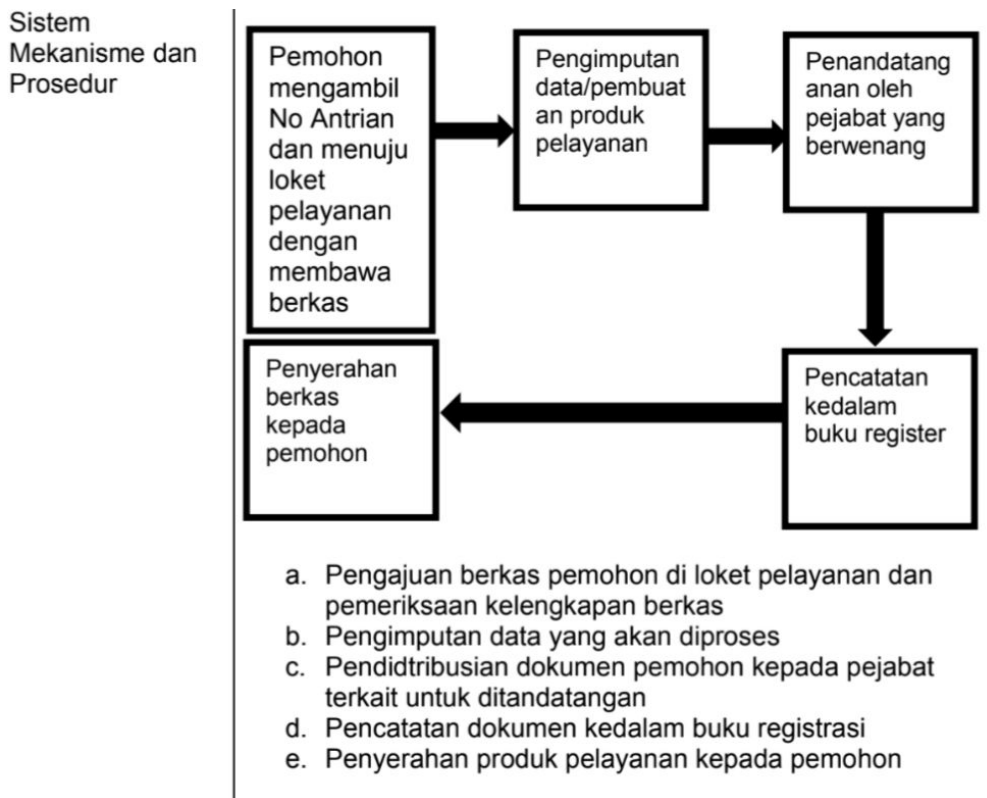 Sistem
Mekanisme dan
Prosedur
Pemohon
mengambil
No Antrian
dan menuju
loket
pelayanan
dengan
membawa
berkas
Pengimputan
data/pembuat
an produk
pelayanan
Penandatang
anan oleh
pejabat yang
berwenang
Pencatatan
kedalam
buku register
Penyerahan
berkas
kepada
pemohon
a. Pengajuan berkas pemohon di loket pelayanan dan
pemeriksaan kelengkapan berkas
b. Pengimputan data yang akan diproses
c. Pendidtribusian dokumen pemohon kepada pejabat
terkait untuk ditandatangan
d. Pencatatan dokumen kedalam buku registrasi
e. Penyerahan produk pelayanan kepada pemohon